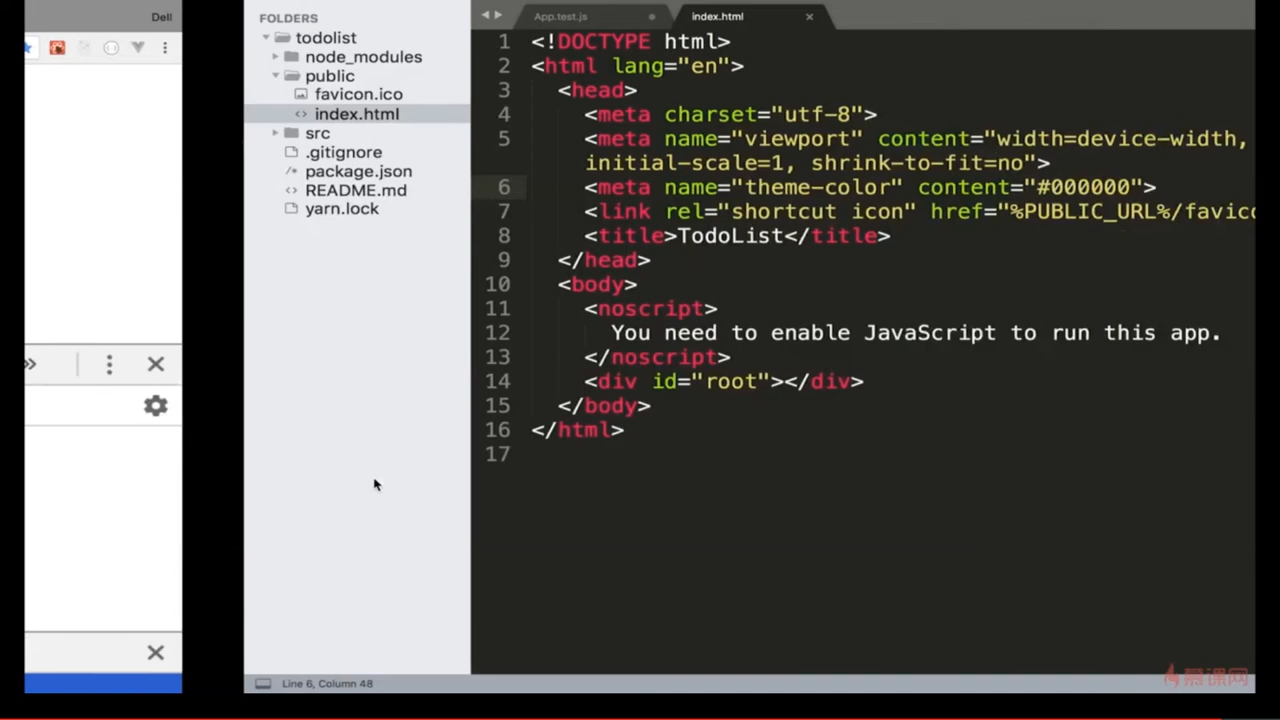 Dell
FOLDERS
todolist
node_modules
public
favicon.ico
index.html
src
.gitignore
package.json
README.md
yarn.lock
App.test.js
index.html
1 <!DOCTYPE html>
2 <html lang="en">
3 <head>
4 <meta charset="utf-8">
5 <meta name="viewport" content="width=device-width,
initial-scale=1, shrink-to-fit=no">
6 <meta name="theme-color" content="#000000">
7 <link rel="shortcut icon" href="%PUBLIC_URL%/favic
8 <title>TodoList</title>
9 </head>
10 <body>
11 <noscript>
12 You need to enable JavaScript to run this app.
13 </noscript>
14 <div id="root"></div>
15 </body>
16 </html>
17
Line 6, Column 48
慕课网